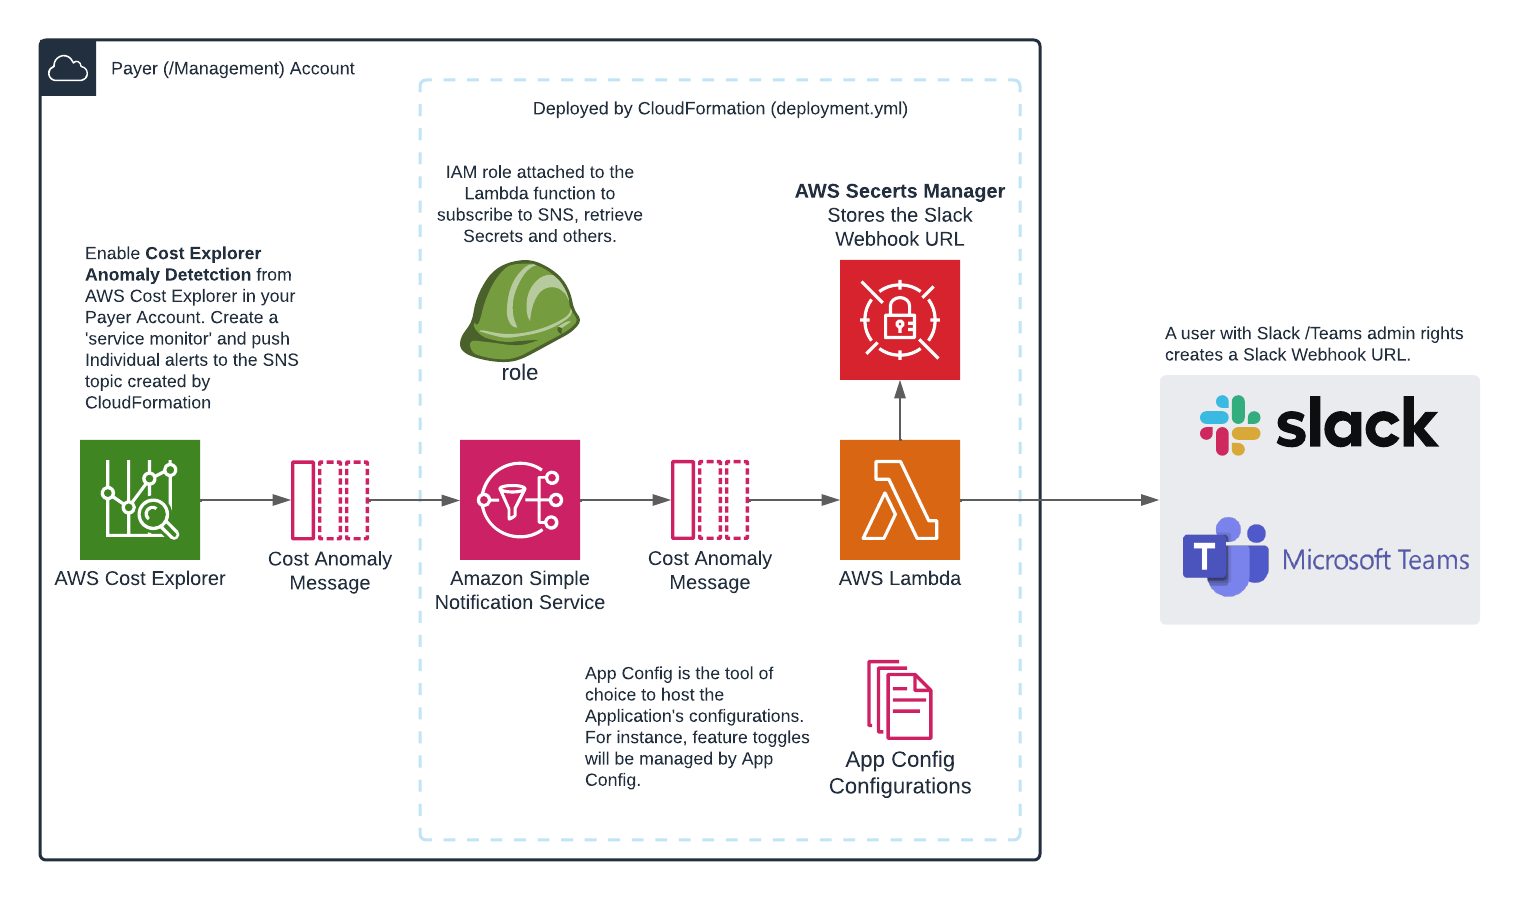 Payer (/Management) Account
Deployed by CloudFormation (deployment.yml)
IAM role attached to the
Lambda function to
subscribe to SNS, retrieve
Secrets and others.
role
AWS Secerts Manager
Stores the Slack
Webhook URL
Enable Cost Explorer
Anomaly Detetction from
AWS Cost Explorer in your
Payer Account. Create a
'service monitor' and push
Individual alerts to the SNS
topic created by
CloudFormation
A user with Slack /Teams admin rights
creates a Slack Webhook URL.
slack
T
Microsoft Teams
AWS Cost Explorer
Cost Anomaly
Message
Amazon Simple
Notification Service
Cost Anomaly
Message
AWS Lambda
App Config is the tool of
choice to host the
Application's configurations.
For instance, feature toggles
will be managed by App
Config.
App Config
Configurations